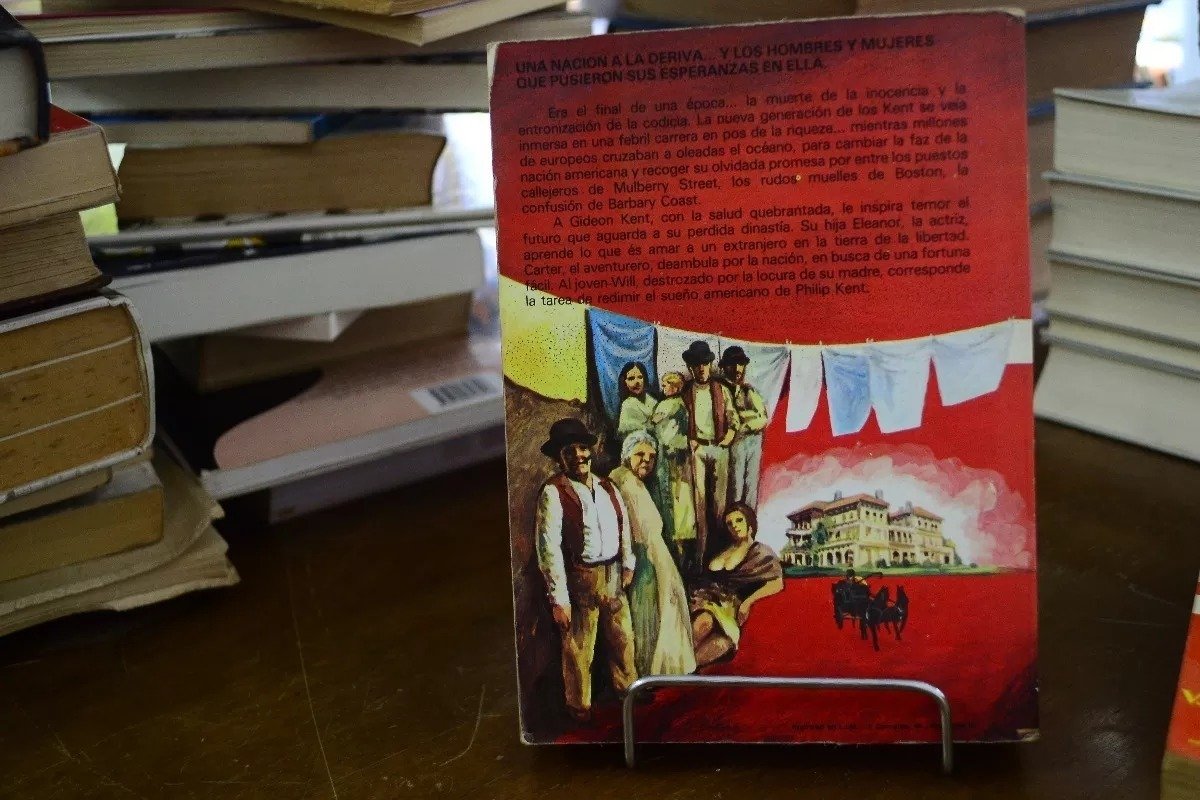 UNA NACION A LA DERIVA... Y LOS HOMBRES Y MUJERES
QUE PUSIERON SUS ESPERANZAS EN ELLA.
Era el final de una época... la muerte de la inocencia y la
entronización de la codicia. La nueva generación de los Kent se veía
inmersa en una febril carrera en pos de la riqueza... mientras millones
de europeos cruzaban a oleadas el océano, para cambiar la faz de la
nación americana y recoger su olvidada promesa por entre los puestos
callejeros de Mulberry Street, los rudos muelles de Boston, la
confusión de Barbary Coast.
A Gideon Kent, con la salud quebrantada, le inspira temor el
futuro que aguarda a su perdida dinastía. Su hija Eleanor, la actriz,
aprende lo que és amar a un extranjero en la tierra de la libertad.
Carter, el aventurero, deambula por la nación, en busca de una fortuna
fácil. Al joven Will, destrozado por la locura de su madre, corresponde
la tarea de redimir el sueño americano de Philip Kent.